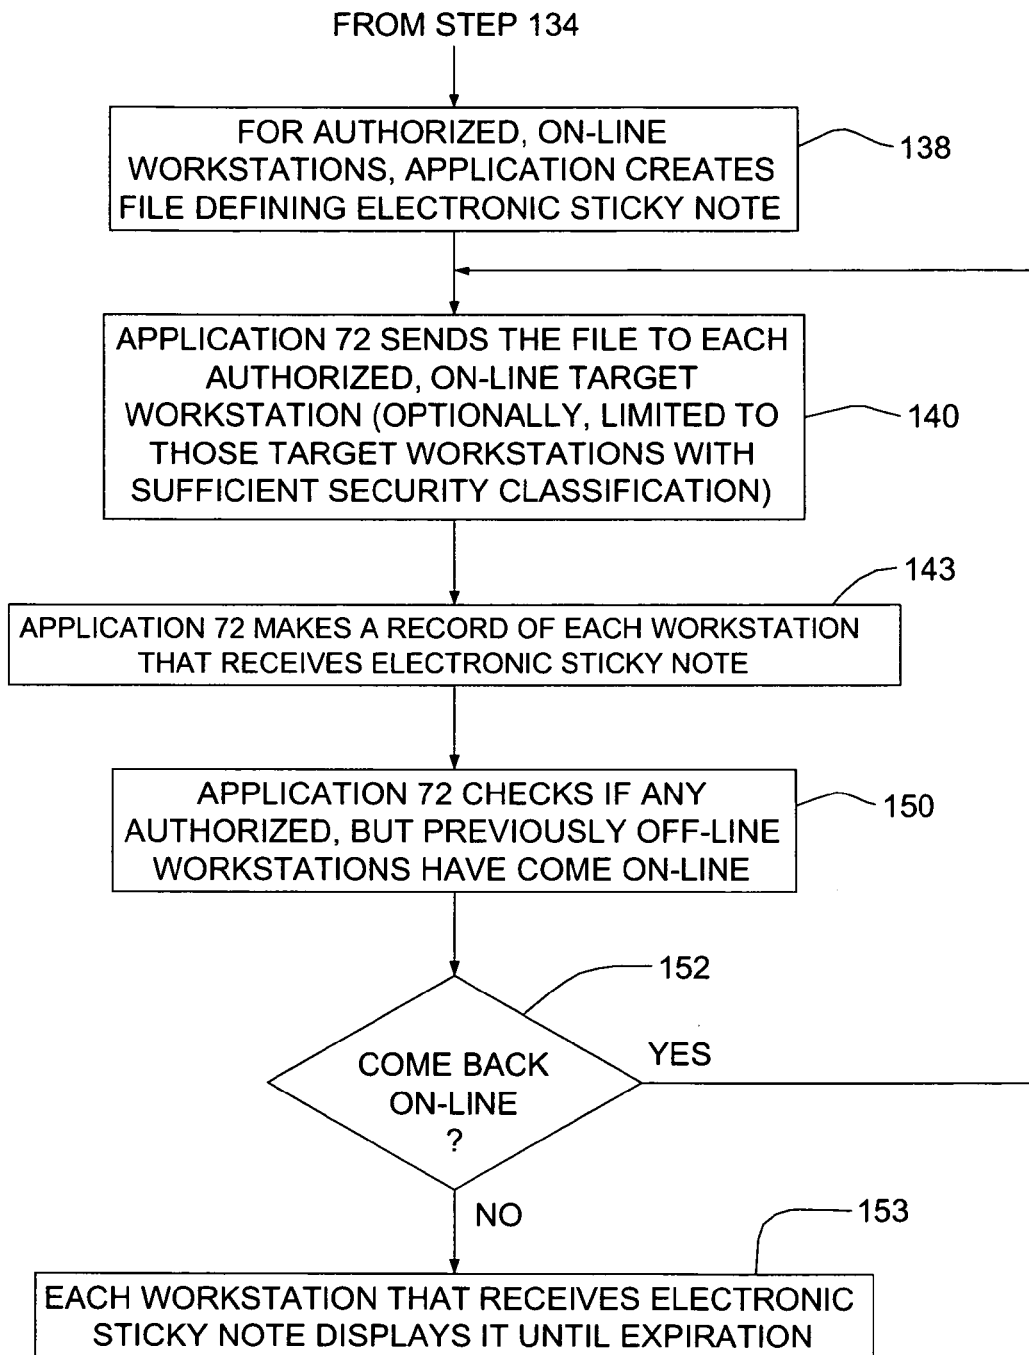 FROM STEP 134
FOR AUTHORIZED, ON-LINE
WORKSTATIONS, APPLICATION CREATES
FILE DEFINING ELECTRONIC STICKY NOTE
138
APPLICATION 72 SENDS THE FILE TO EACH
AUTHORIZED, ON-LINE TARGET
WORKSTATION (OPTIONALLY, LIMITED TO
THOSE TARGET WORKSTATIONS WITH
SUFFICIENT SECURITY CLASSIFICATION)
140
143
APPLICATION 72 MAKES A RECORD OF EACH WORKSTATION
THAT RECEIVES ELECTRONIC STICKY NOTE
APPLICATION 72 CHECKS IF ANY
AUTHORIZED, BUT PREVIOUSLY OFF-LINE
WORKSTATIONS HAVE COME ON-LINE
150
152
COME BACK
ON-LINE
?
YES
NO
153
EACH WORKSTATION THAT RECEIVES ELECTRONIC
STICKY NOTE DISPLAYS IT UNTIL EXPIRATION